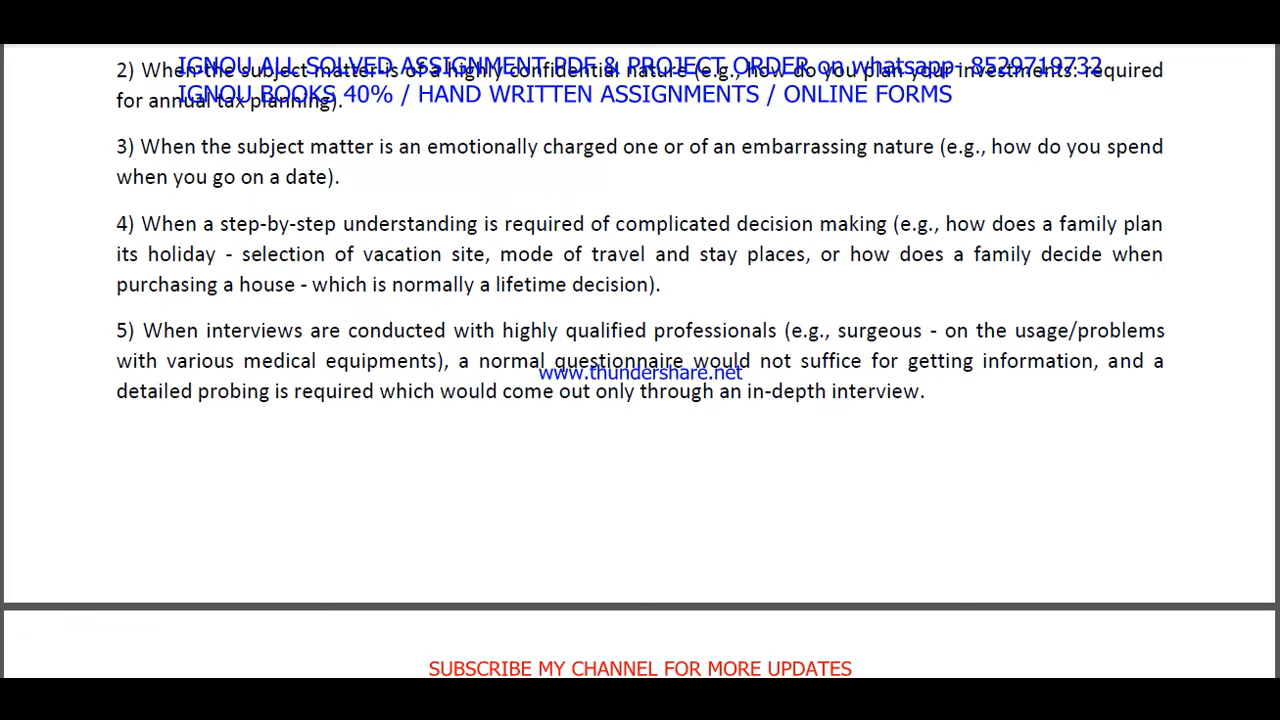 IGNOU ALL SOLVED ASSIGNMENT PDF & PROJECT ORDER on whatsapp- 8529719732
2) When the subject matter is of a highly confidential nature (e.g., how do you plan your investments: required
IGNOU BOOKS 40% / HAND WRITTEN ASSIGNMENTS / ONLINE FORMS
for annual tax planning).
3) When the subject matter is an emotionally charged one or of an embarrassing nature (e.g., how do you spend
when you go on a date).
4) When a step-by-step understanding is required of complicated decision making (e.g., how does a family plan
its holiday - selection of vacation site, mode of travel and stay places, or how does a family decide when
purchasing a house - which is normally a lifetime decision).
5) When interviews are conducted with highly qualified professionals (e.g., surgeous - on the usage/problems
with various medical equipments), a normal questionnaire would not suffice for getting information, and a
www.thundershare.net
detailed probing is required which would come out only through an in-depth interview.
SUBSCRIBE MY CHANNEL FOR MORE UPDATES